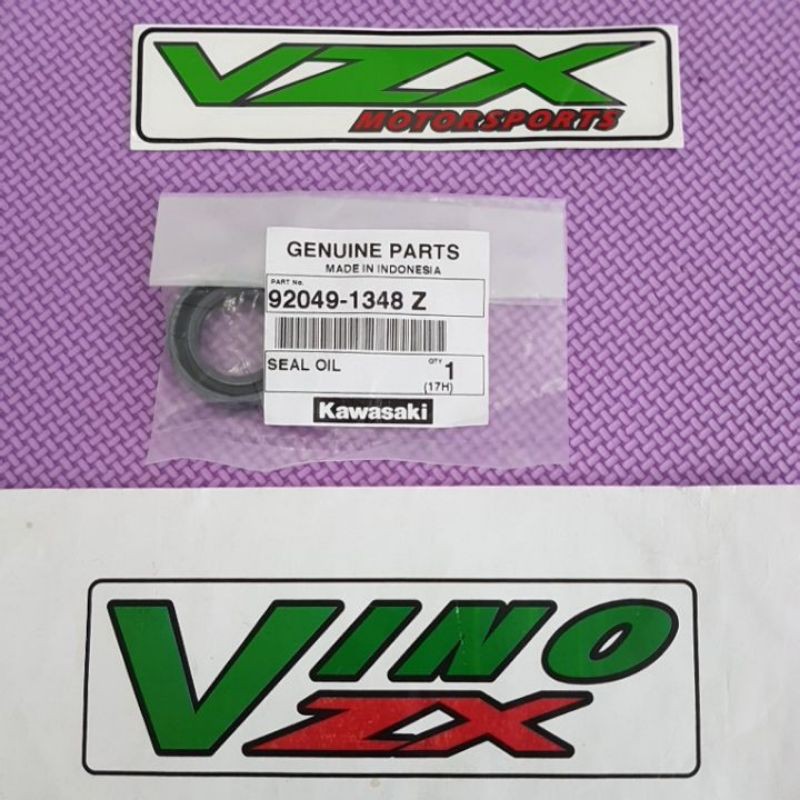 VZX
MOTORSPORTS
GENUINE PARTS
MADE IN INDONESIA
PART No.
92049-1348 Z
SEAL OIL
QTY
1
(17H)
Kawasaki
VINO
ZX